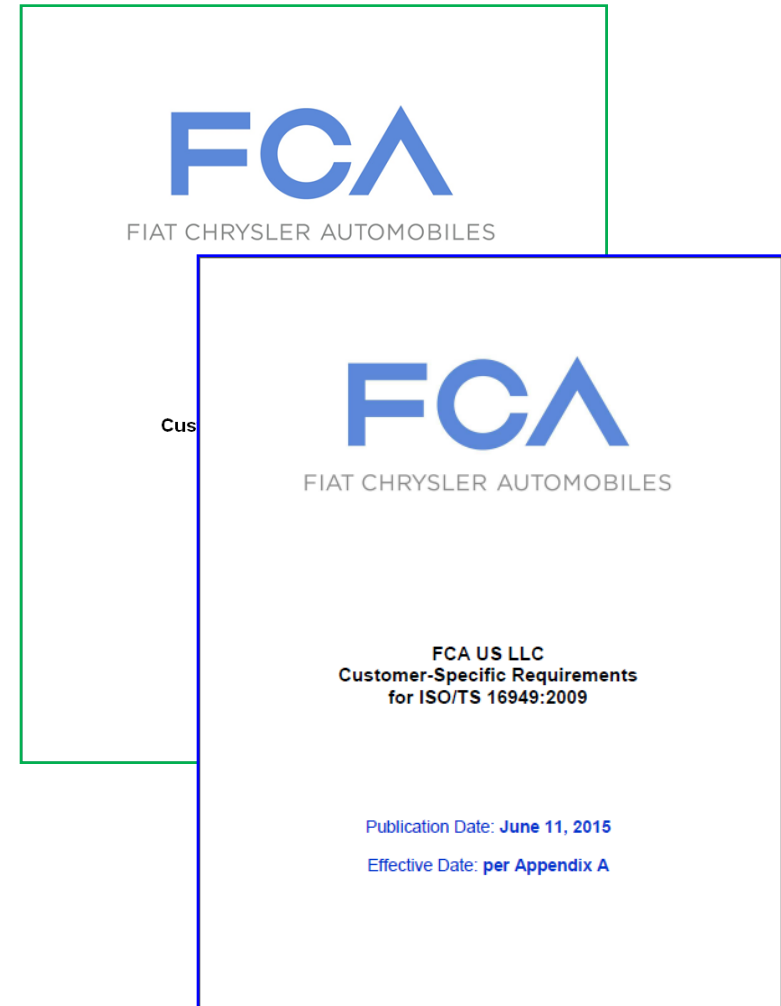 FCA
FIAT CHRYSLER AUTOMOBILES
Cus
FCA
FIAT CHRYSLER AUTOMOBILES
FCA US LLC
Customer-Specific Requirements
for ISO/TS 16949:2009
Publication Date: June 11, 2015
Effective Date: per Appendix A